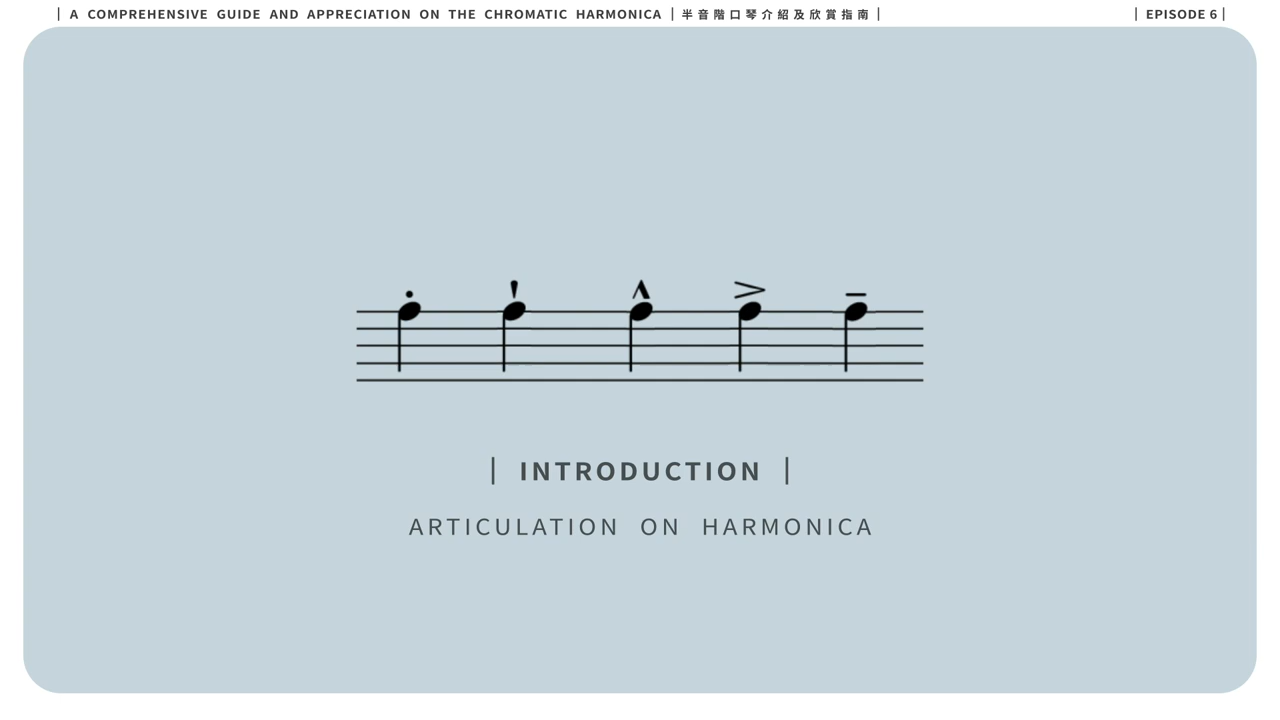 | A COMPREHENSIVE GUIDE AND APPRECIATION ON THE CHROMATIC HARMONICA | 半音階口琴介紹及欣賞指南 | | EPISODE 6 |
| INTRODUCTION |
ARTICULATION ON HARMONICA